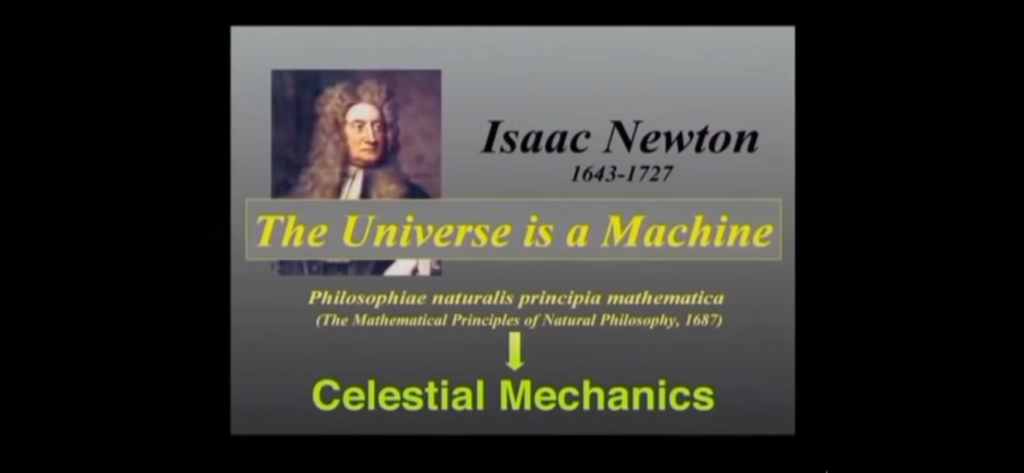 Isaac Newton
1643-1727
The Universe is a Machine
Philosophiae naturalis principia mathematica
(The Mathematical Principles of Natural Philosophy, 1687)
Celestial Mechanics